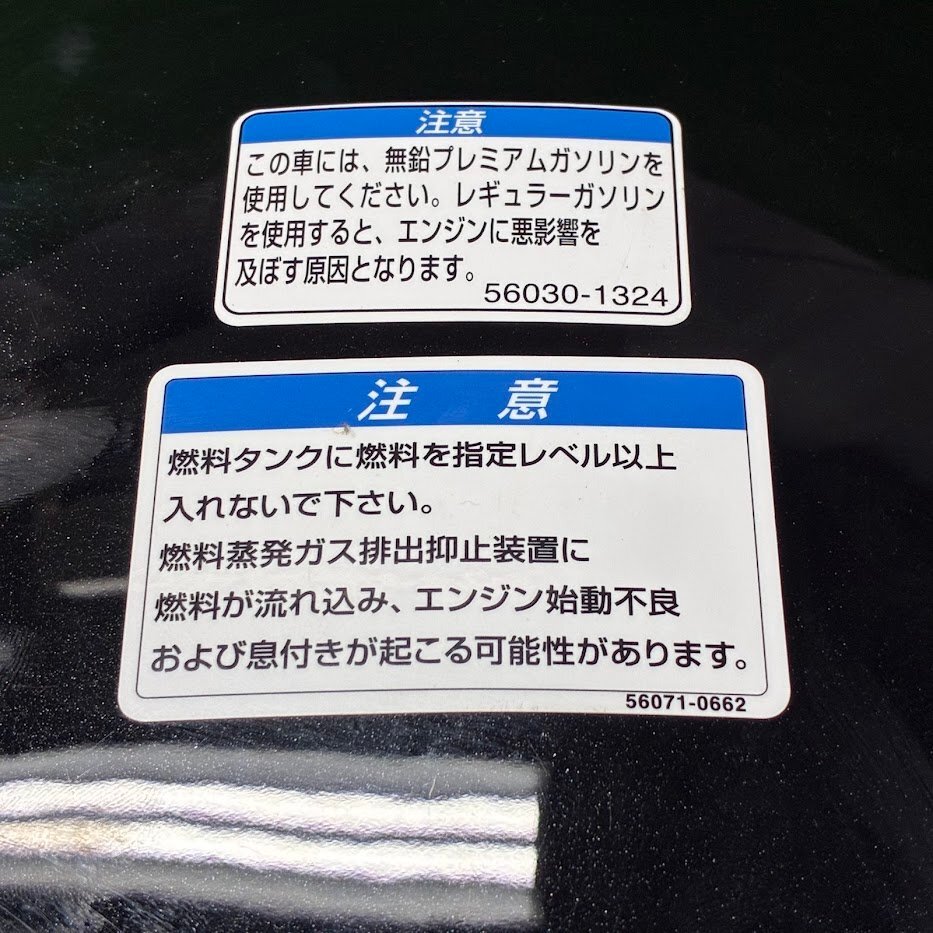 注意
この車には、無鉛プレミアムガソリンを
使用してください。レギュラーガソリン
を使用すると、エンジンに悪影響を
及ぼす原因となります。
56030-1324
注 意
燃料タンクに燃料を指定レベル以上
入れないで下さい。
燃料蒸発ガス排出抑止装置に
燃料が流れ込み、エンジン始動不良
および息付きが起こる可能性があります。
56071-0662